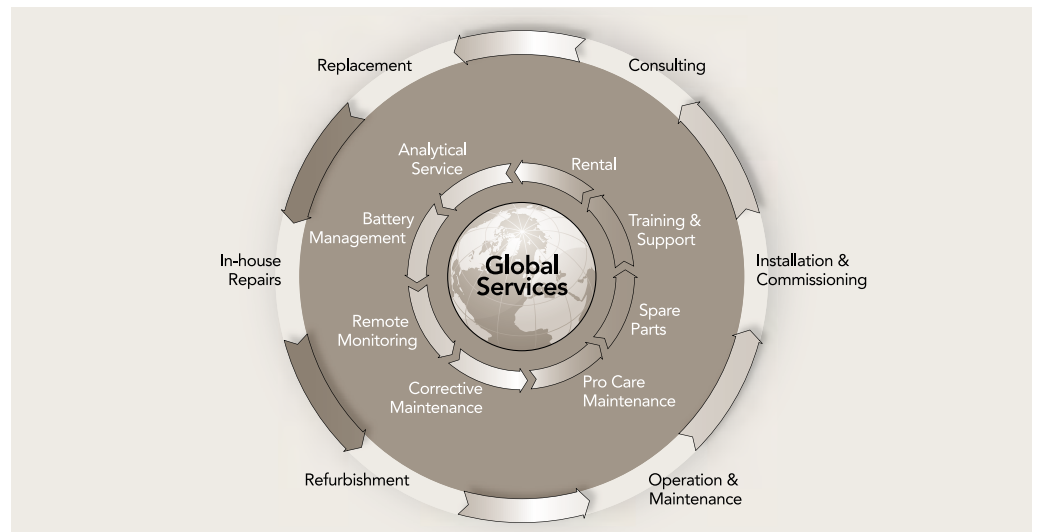 Replacement
Consulting
Analytical
Service
Rental
Battery
Management
Training &
Support
In-house
Repairs
Global
Services
Installation &
Commissioning
Remote
Monitoring
Spare
Parts
Corrective
Maintenance
Pro Care
Maintenance
Refurbishment
Operation &
Maintenance